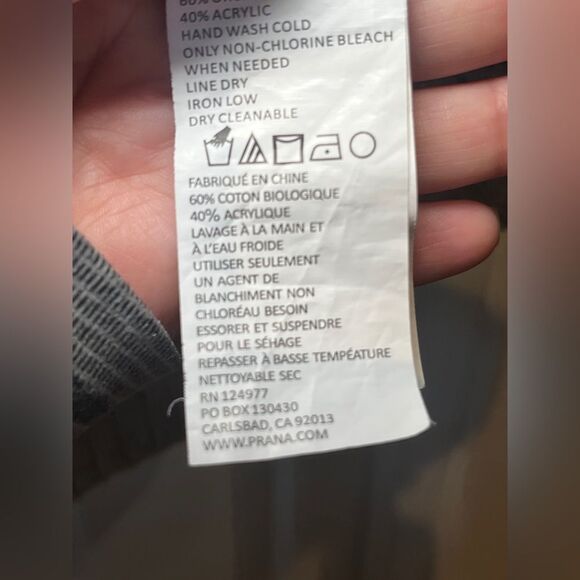 40% ACRYLIC
HAND WASH COLD
ONLY NON-CHLORINE BLEACH
WHEN NEEDED
LINE DRY
IRON LOW
DRY CLEANABLE
FABRIQUÉ EN CHINE
60% COTON BIOLOGIQUE
40% ACRYLIQUE
LAVAGE À LA MAIN ET
À L'EAU FROIDE
UTILISER SEULEMENT
UN AGENT DE
BLANCHIMENT NON
CHLORÉAU BESOIN
ESSORER ET SUSPENDRE
POUR LE SÉHAGE
REPASSER À BASSE TEMPÉATURE
NETTOYABLE SEC
RN 124977
PO BOX 130430
CARLSBAD, CA 92013
WWW.PRANA.COM